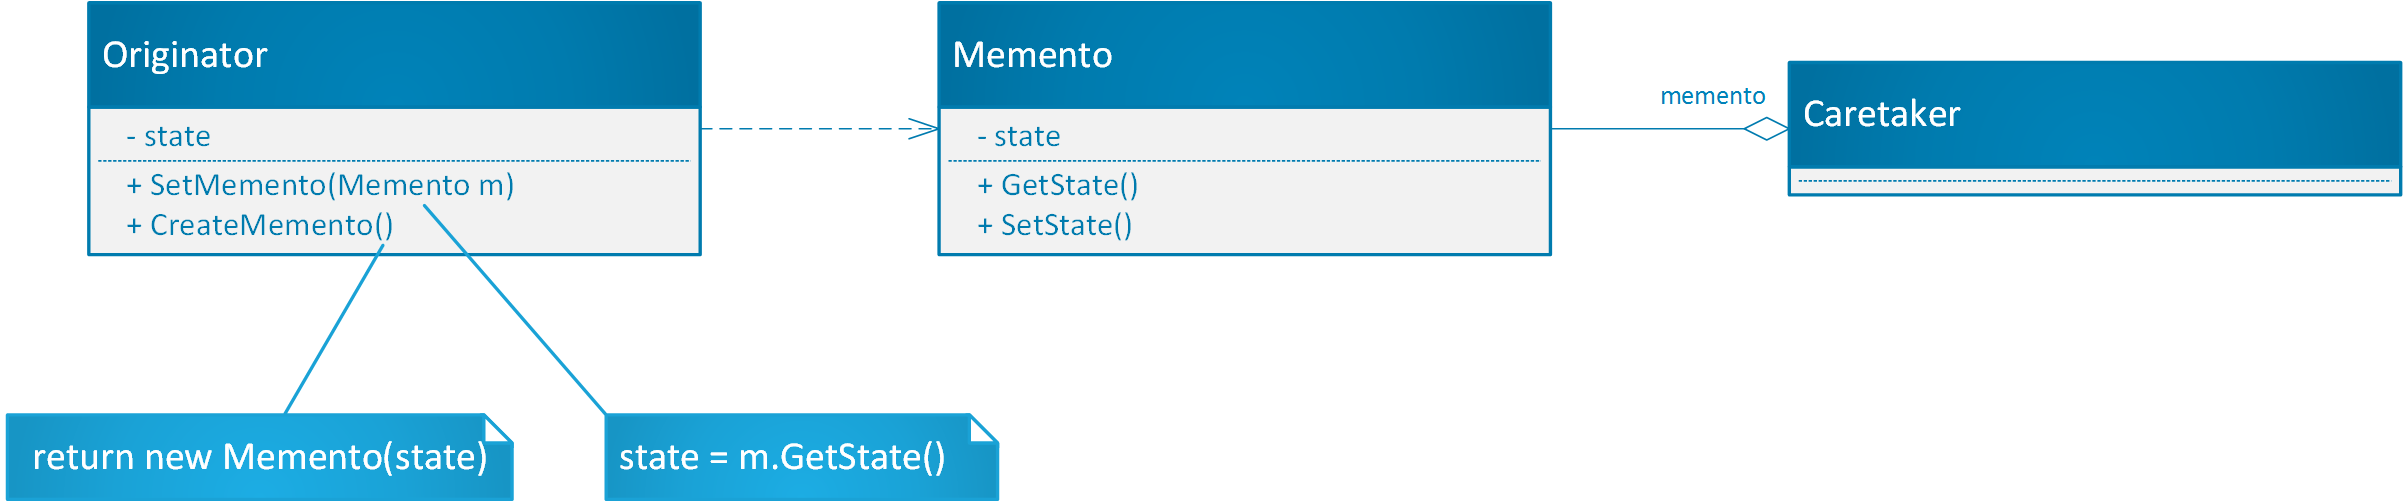 Originator
- state
+ SetMemento(Memento m)
+ CreateMemento()
return new Memento(state)
state = m.GetState()
Memento
- state
+ GetState()
+ SetState()
memento
Caretaker